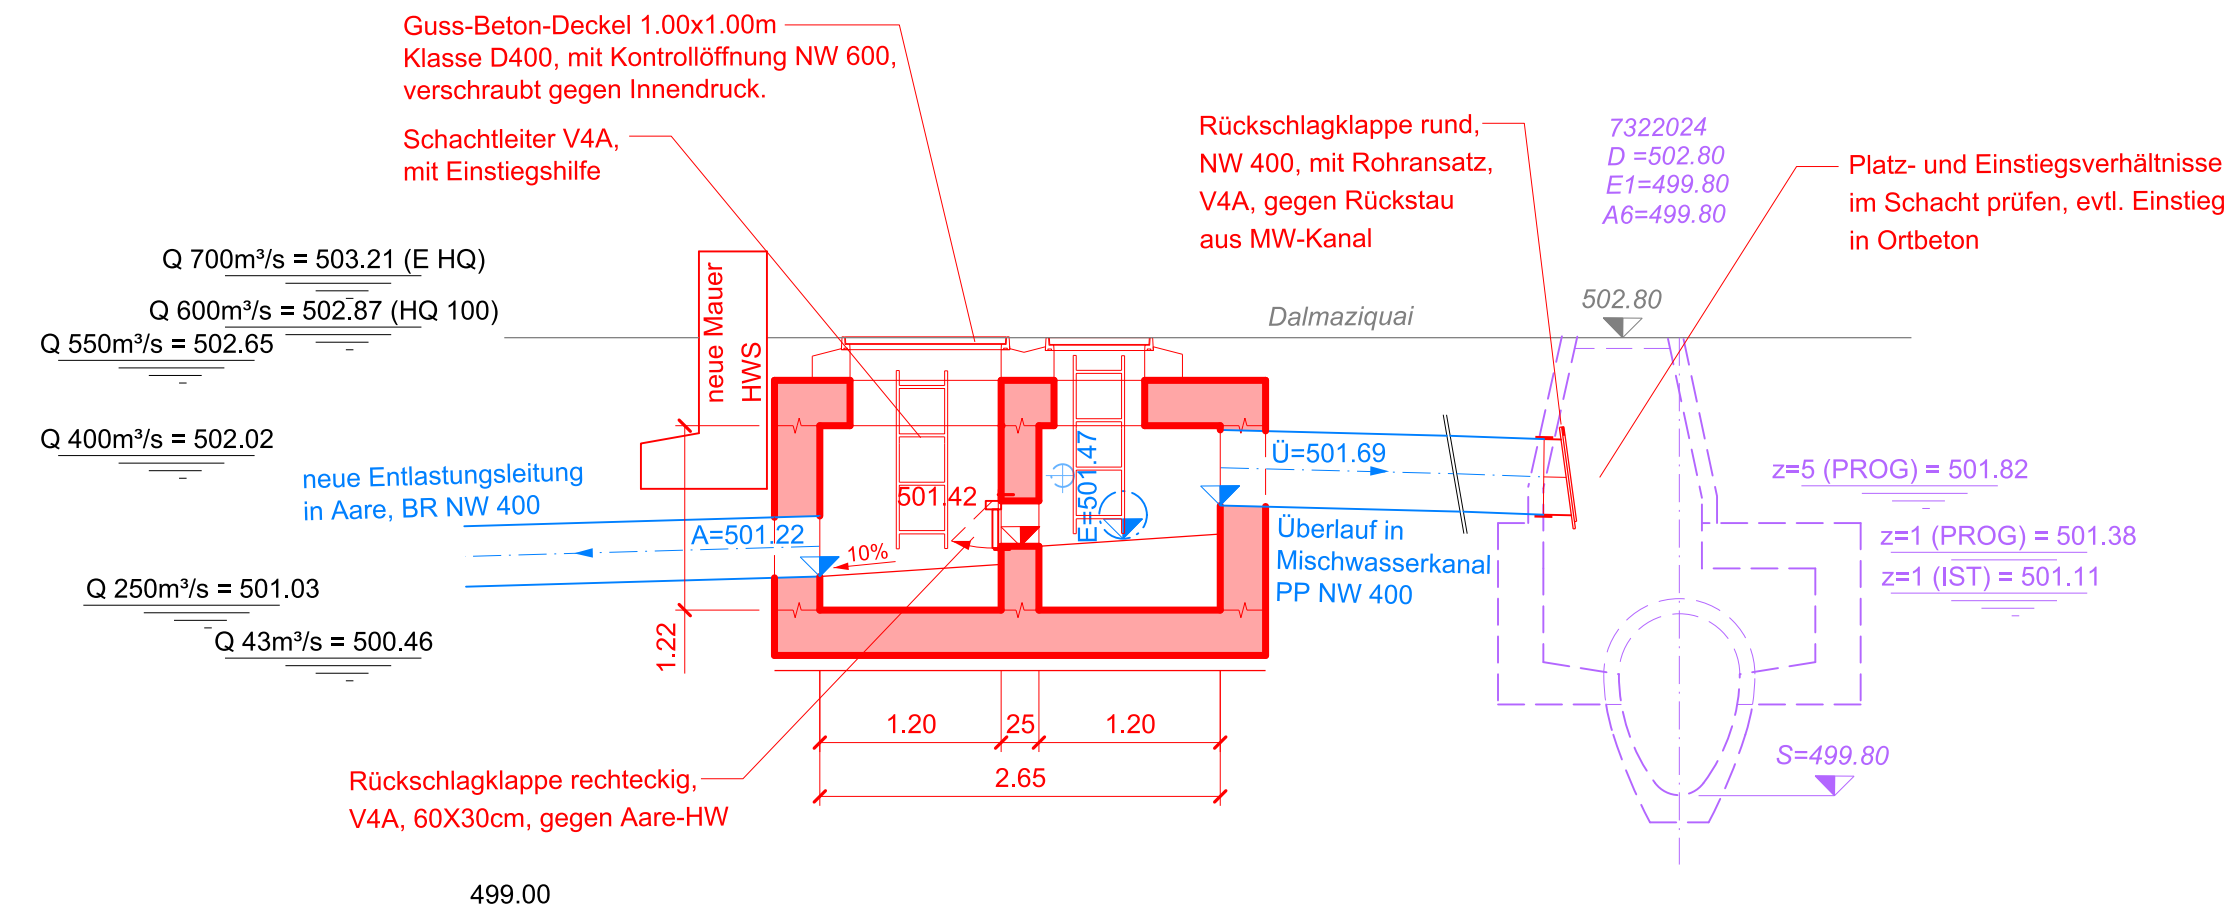 Guss-Beton-Deckel 1.00x1.00m
Klasse D400, mit Kontrollöffnung NW 600,
verschraubt gegen Innendruck.
Schachtleiter V4A,
mit Einstiegshilfe
Rückschlagklappe rund,
NW 400, mit Rohransatz,
V4A, gegen Rückstau
aus MW-Kanal
7322024
D =502.80
E1=499.80
A6=499.80
Platz- und Einstiegsverhältnisse
im Schacht prüfen, evtl. Einstieg
in Ortbeton
Q 700m³/s = 503.21 (E HQ)
Q 600m³/s = 502.87 (HQ 100)
Q 550m³/s = 502.65
Q 400m³/s = 502.02
Q 250m³/s = 501.03
Q 43m³/s = 500.46
neue Mauer
HWS
Dalmaziquai
502.80
neue Entlastungsleitung
in Aare, BR NW 400
A=501.22
10%
501.42
E=501.47
Ü=501.69
Überlauf in
Mischwasserkanal
PP NW 400
z=5 (PROG) = 501.82
z=1 (PROG) = 501.38
z=1 (IST) = 501.11
S=499.80
1.22
1.20
25
1.20
2.65
Rückschlagklappe rechteckig,
V4A, 60X30cm, gegen Aare-HW
499.00